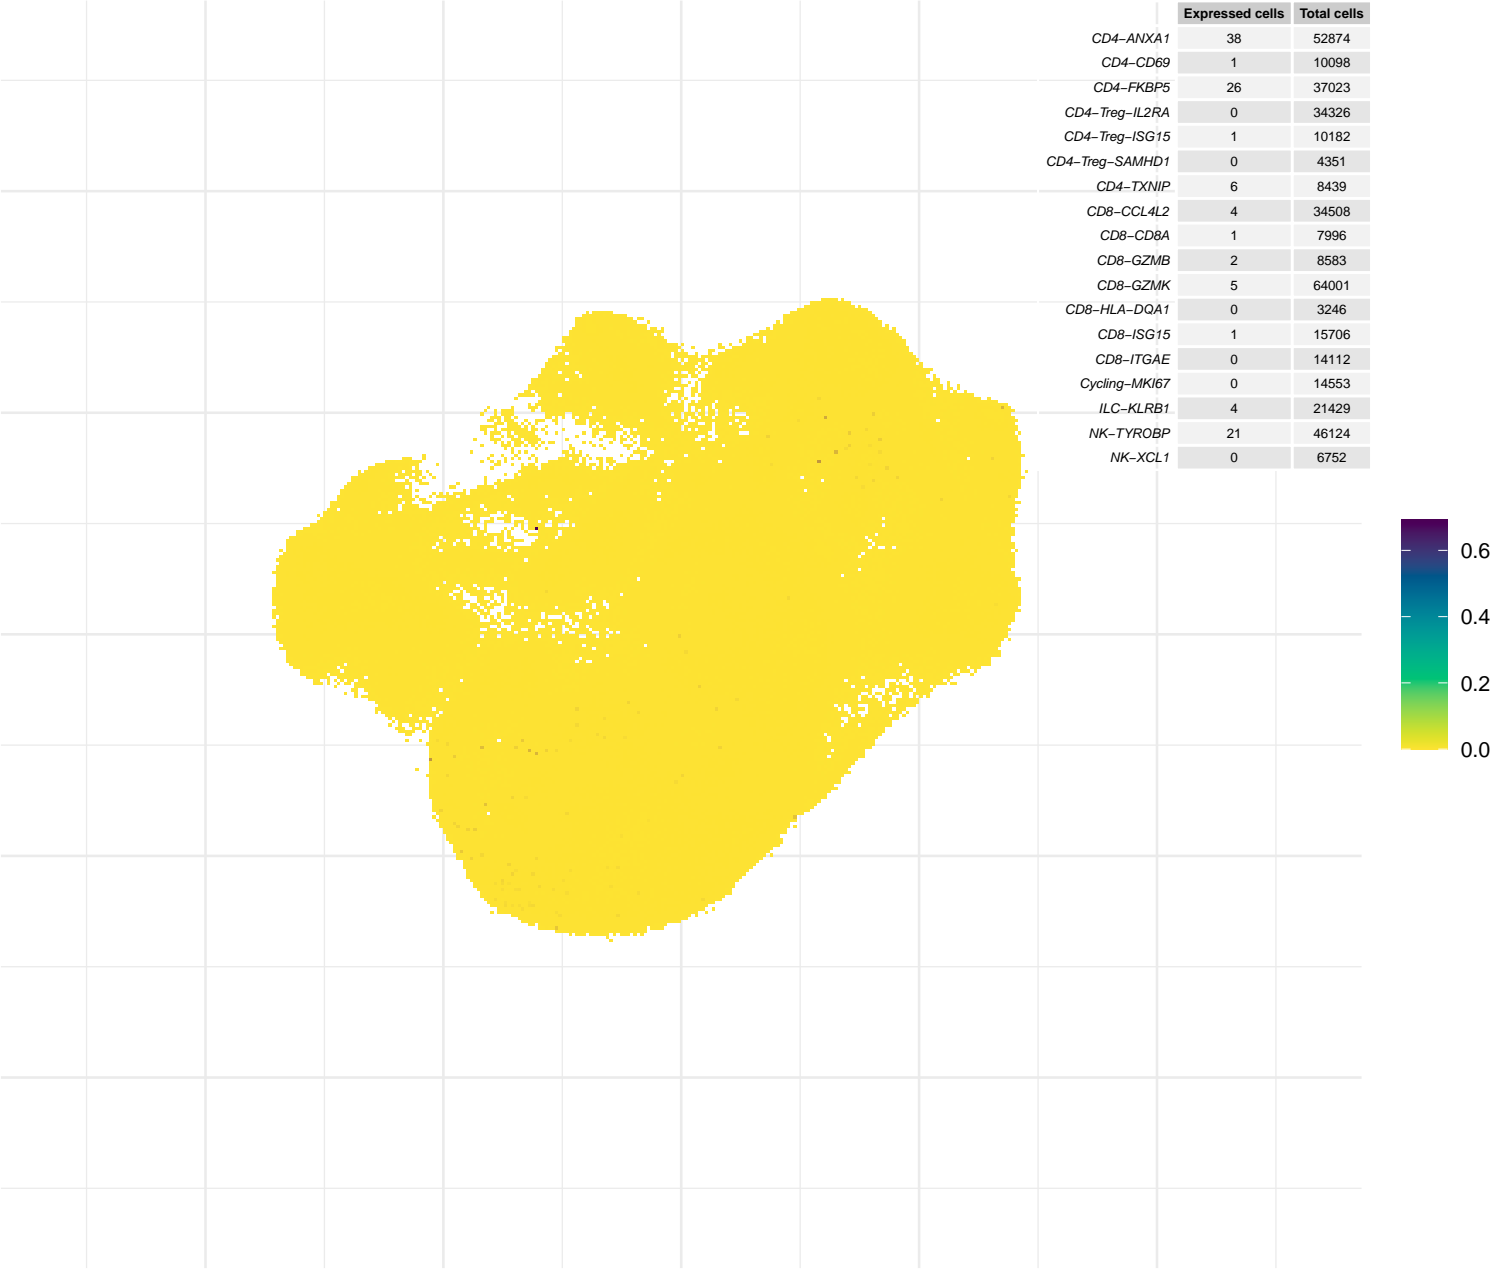 Expressed cells Total cells
CD4−ANXA1 38 52874
CD4−CD69 1 10098
CD4−FKBP5 26 37023
CD4−Treg−IL2RA 0 34326
CD4−Treg−ISG15 1 10182
CD4−Treg−SAMHD1 0 4351
CD4−TXNIP 6 8439
CD8−CCL4L2 4 34508
CD8−CD8A 1 7996
CD8−GZMB 2 8583
CD8−GZMK 5 64001
CD8−HLA−DQA1 0 3246
CD8−ISG15 1 15706
CD8−ITGAE 0 14112
Cycling−MKI67 0 14553
ILC−KLRB1 4 21429
NK−TYROBP 21 46124
NK−XCL1 0 6752
0.6
0.4
0.2
0.0